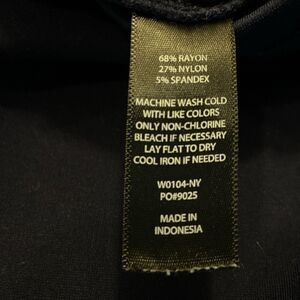 68% RAYON
27% NYLON
5% SPANDEX
MACHINE WASH COLD
WITH LIKE COLORS
ONLY NON-CHLORINE
BLEACH IF NECESSARY
LAY FLAT TO DRY
COOL IRON IF NEEDED
W0104-NY
PO#9025
MADE IN
INDONESIA